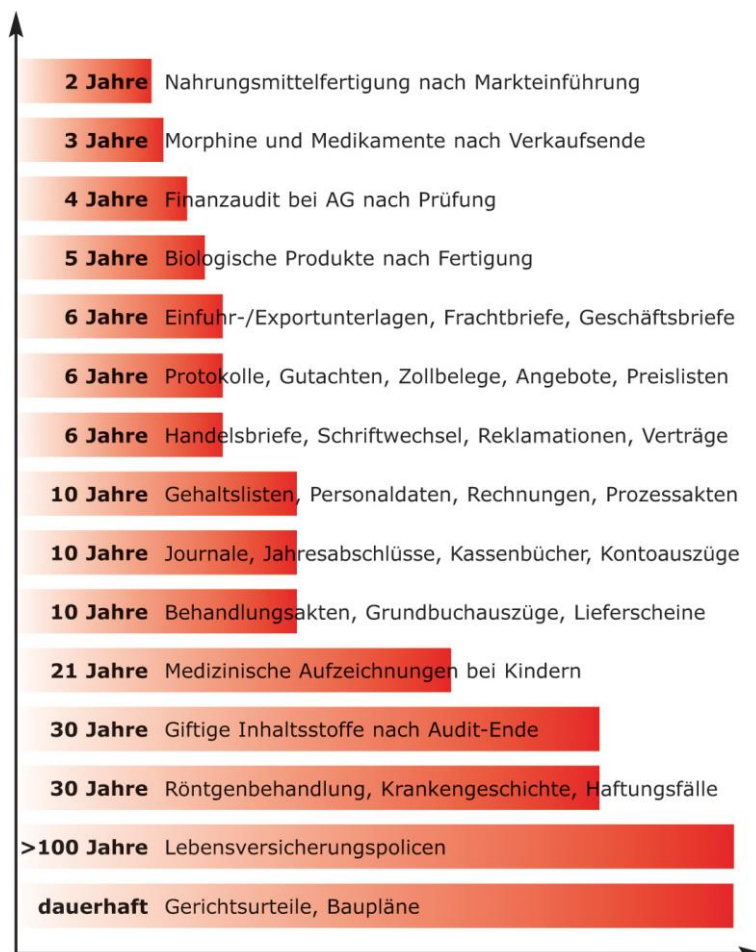 2 Jahre Nahrungsmittelfertigung nach Markteinführung
3 Jahre Morphine und Medikamente nach Verkaufsende
4 Jahre Finanzaudit bei AG nach Prüfung
5 Jahre Biologische Produkte nach Fertigung
6 Jahre Einfuhr-/Exportunterlagen, Frachtbriefe, Geschäftsbriefe
6 Jahre Protokolle, Gutachten, Zollbelege, Angebote, Preislisten
6 Jahre Handelsbriefe, Schriftwechsel, Reklamationen, Verträge
10 Jahre Gehaltslisten, Personaldaten, Rechnungen, Prozessakten
10 Jahre Journale, Jahresabschlüsse, Kassenbücher, Kontoauszüge
10 Jahre Behandlungsakten, Grundbuchauszüge, Lieferscheine
21 Jahre Medizinische Aufzeichnungen bei Kindern
30 Jahre Giftige Inhaltsstoffe nach Audit-Ende
30 Jahre Röntgenbehandlung, Krankengeschichte, Haftungsfälle
>100 Jahre Lebensversicherungspolicen
dauerhaft Gerichtsurteile, Baupläne